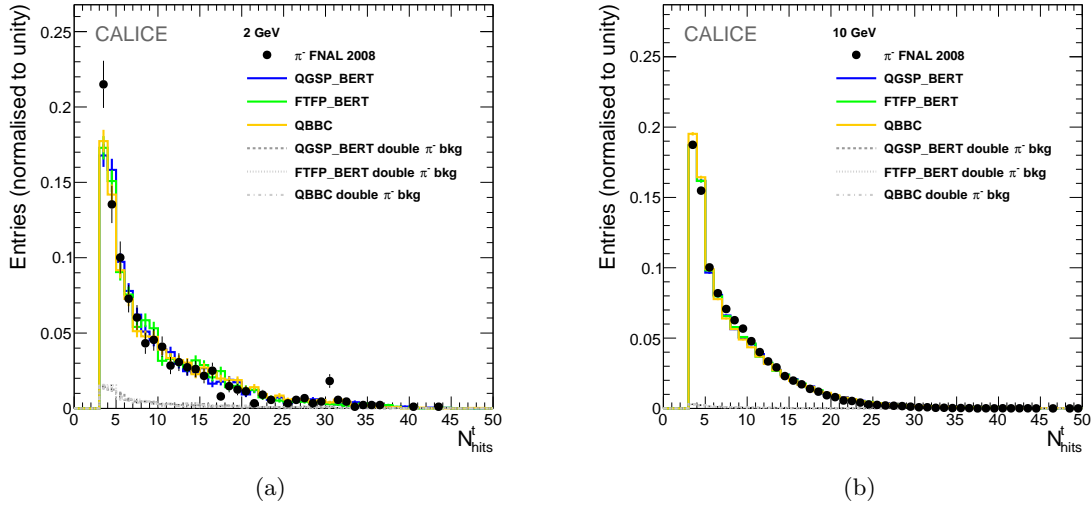 Entries (normalised to unity)
0.25
0.2
0.15
0.1
0.05
0
CALICE
2 GeV
π⁻ FNAL 2008
QGSP_BERT
FTFP_BERT
QBBC
QGSP_BERT double π⁻ bkg
FTFP_BERT double π⁻ bkg
QBBC double π⁻ bkg
0 5 10 15 20 25 30 35 40 45 50
N^t_hits
(a)
Entries (normalised to unity)
0.25
0.2
0.15
0.1
0.05
0
CALICE
10 GeV
π⁻ FNAL 2008
QGSP_BERT
FTFP_BERT
QBBC
QGSP_BERT double π⁻ bkg
FTFP_BERT double π⁻ bkg
QBBC double π⁻ bkg
0 5 10 15 20 25 30 35 40 45 50
N^t_hits
(b)